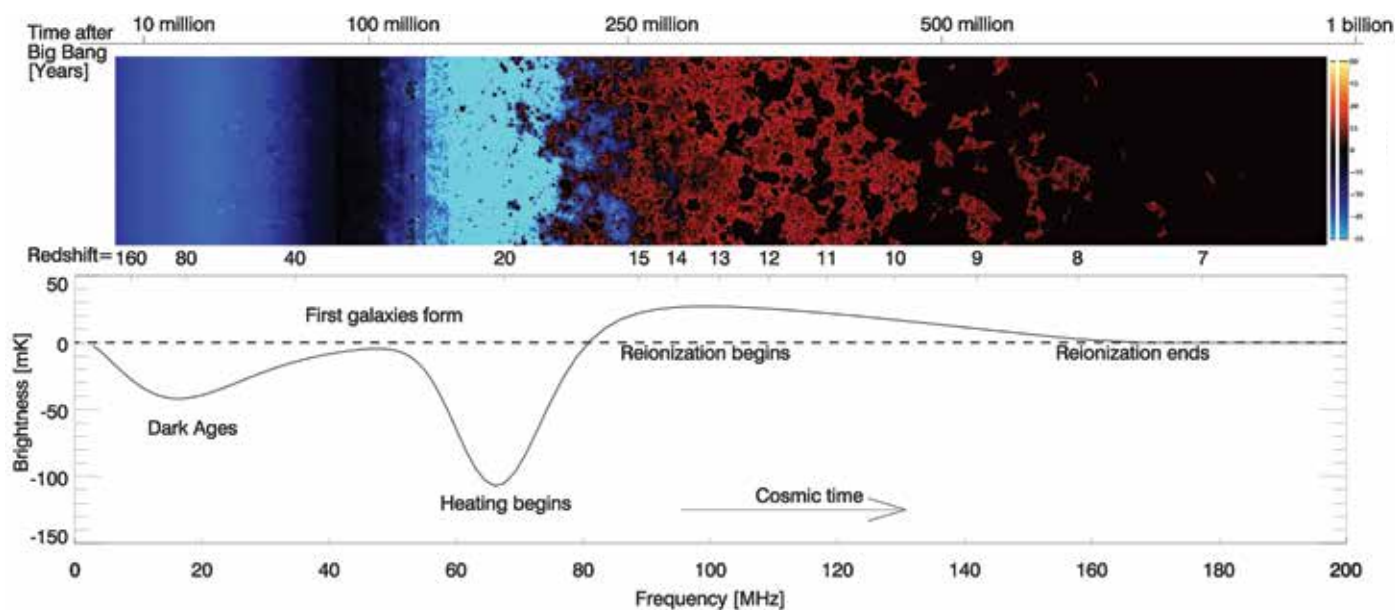 Time after
Big Bang
[Years]
10 million 100 million 250 million 500 million 1 billion
Redshift= 160 80 40 20 15 14 13 12 11 10 9 8 7
50
0
-50
-100
-150
Brightness [mK]
First galaxies form
Reionization begins
Reionization ends
Dark Ages
Heating begins
Cosmic time
0 20 40 60 80 100 120 140 160 180 200
Frequency [MHz]